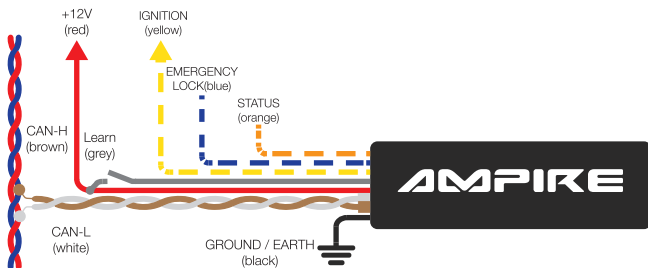 +12V
(red)
IGNITION
(yellow)
EMERGENCY
LOCK(blue)
STATUS
(orange)
CAN-H
(brown)
Learn
(grey)
AMPIRE
CAN-L
(white)
GROUND / EARTH
(black)